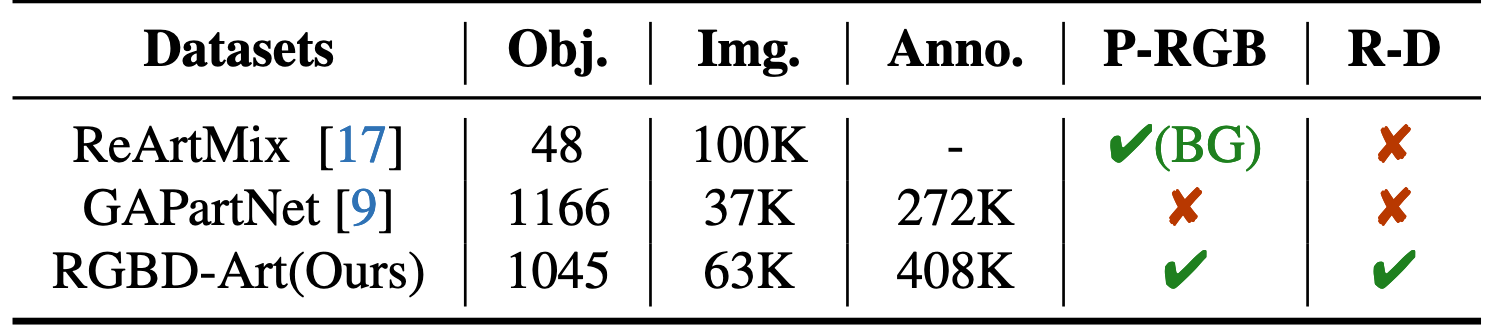 Datasets Obj. Img. Anno. P-RGB R-D
ReArtMix [17] 48 100K - ✔(BG) ✘
GAPartNet [9] 1166 37K 272K ✘ ✘
RGBD-Art(Ours) 1045 63K 408K ✔ ✔